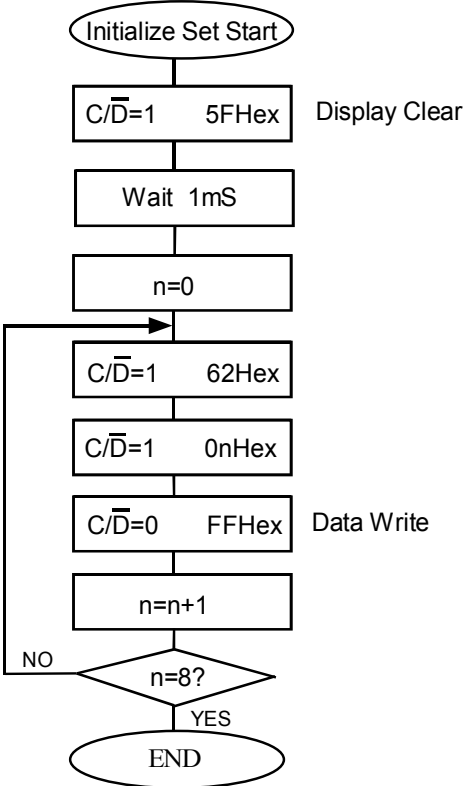 Initialize Set Start
C/D̅=1 5FHex Display Clear
Wait 1mS
n=0
C/D̅=1 62Hex
C/D̅=1 0nHex
C/D̅=0 FFHex Data Write
n=n+1
NO n=8?
YES
END